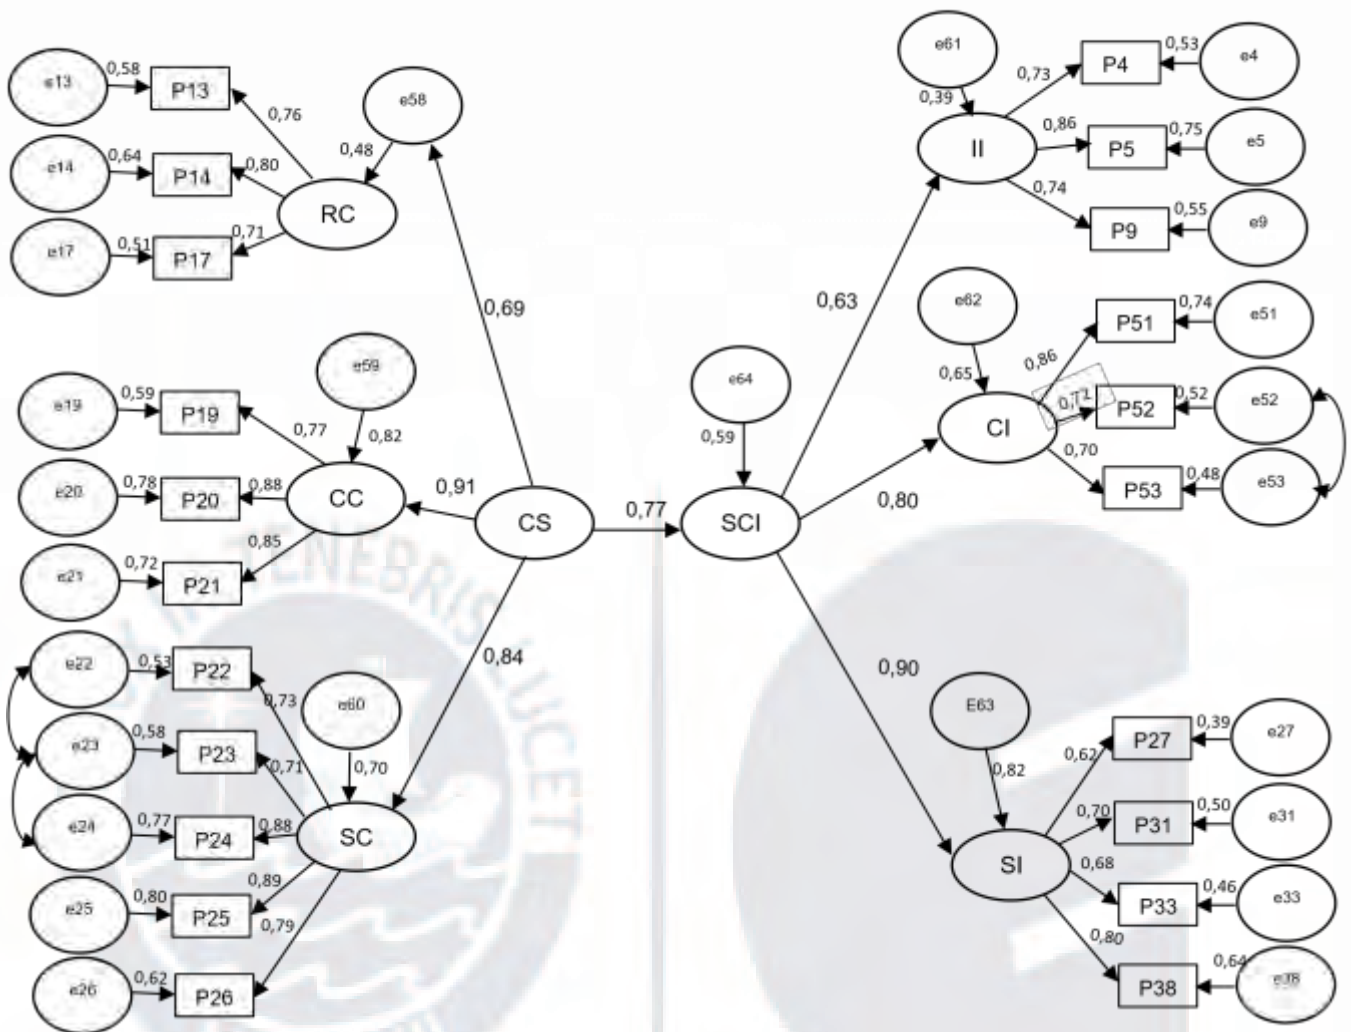 e13 0,58 P13
0,76
e58
e14 0,64 P14 0,80
0,48
RC
e17 0,51 P17 0,71
0,69
e61
0,39
II
0,73 P4 0,53 e4
0,86 P5 0,75 e5
0,74 P9 0,55 e9
0,63
e62
0,65
CI
0,86 P51 0,74 e51
0,72 P52 0,52 e52
0,70 P53 0,48 e53
e59
0,82
e19 0,59 P19 0,77
e20 0,78 P20 0,88 CC 0,91 CS 0,77 SCI 0,80
e64
0,59
e21 0,72 P21 0,85
IN TENEBRIS LUCET
e22 0,53 P22 0,73
e60
0,70
0,84
e23 0,58 P23 0,71
e24 0,77 P24 0,88 SC
e25 0,80 P25 0,89
e26 0,62 P26 0,79
0,90
E63
0,82
SI
0,62 P27 0,39 e27
0,70 P31 0,50 e31
0,68 P33 0,46 e33
0,80 P38 0,64 e38